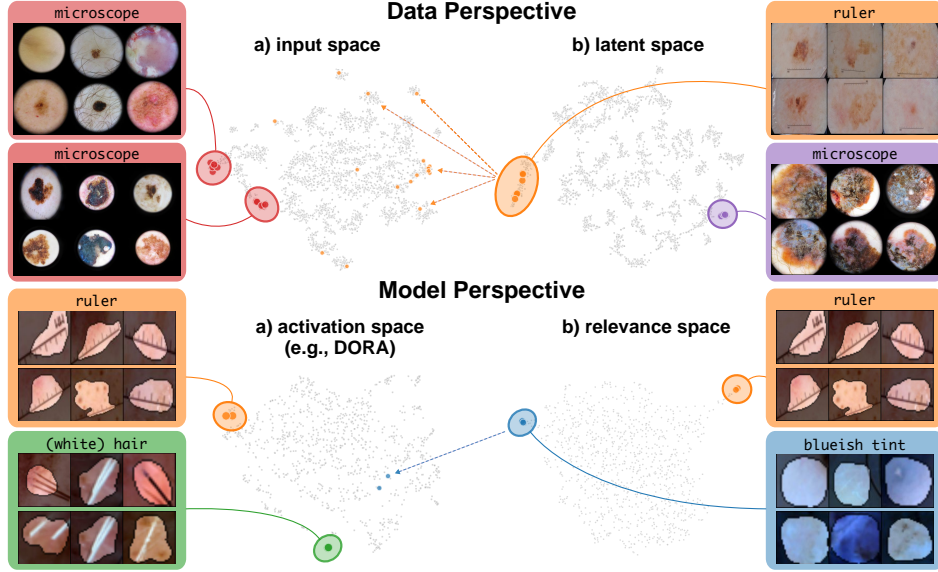 Data Perspective
microscope
a) input space
b) latent space
ruler
microscope
microscope
Model Perspective
ruler
a) activation space
(e.g., DORA)
b) relevance space
ruler
(white) hair
blueish tint